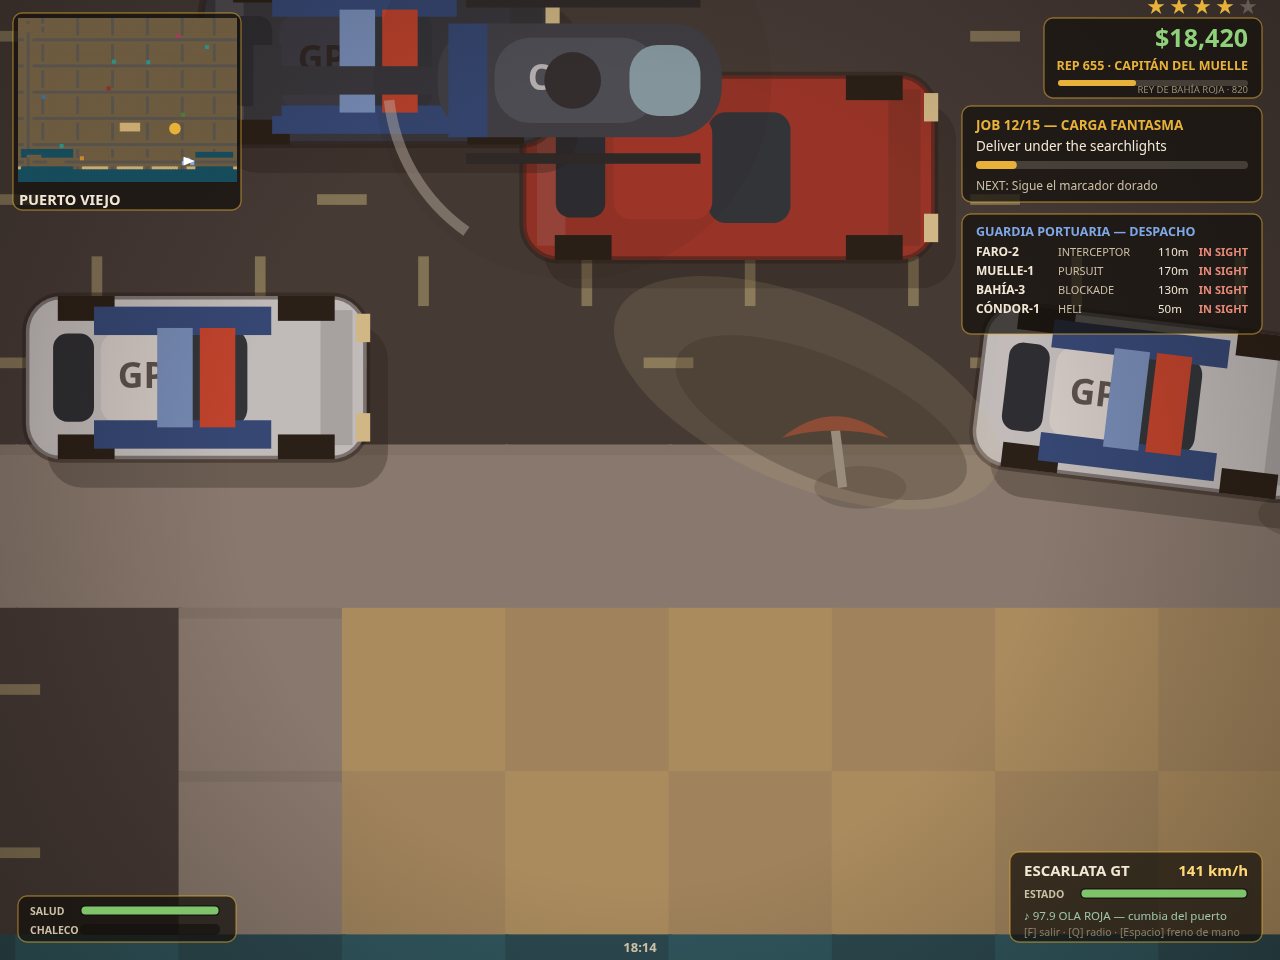 PUERTO VIEJO
$18,420
REP 655 · CAPITÁN DEL MUELLE
REY DE BAHÍA ROJA · 820
JOB 12/15 — CARGA FANTASMA
Deliver under the searchlights
NEXT: Sigue el marcador dorado
GUARDIA PORTUARIA — DESPACHO
FARO-2 INTERCEPTOR 110m IN SIGHT
MUELLE-1 PURSUIT 170m IN SIGHT
BAHÍA-3 BLOCKADE 130m IN SIGHT
CÓNDOR-1 HELI 50m IN SIGHT
GP
GP
GP
ESCARLATA GT 141 km/h
ESTADO
♪ 97.9 OLA ROJA — cumbia del puerto
[F] salir · [Q] radio · [Espacio] freno de mano
SALUD
CHALECO
18:14